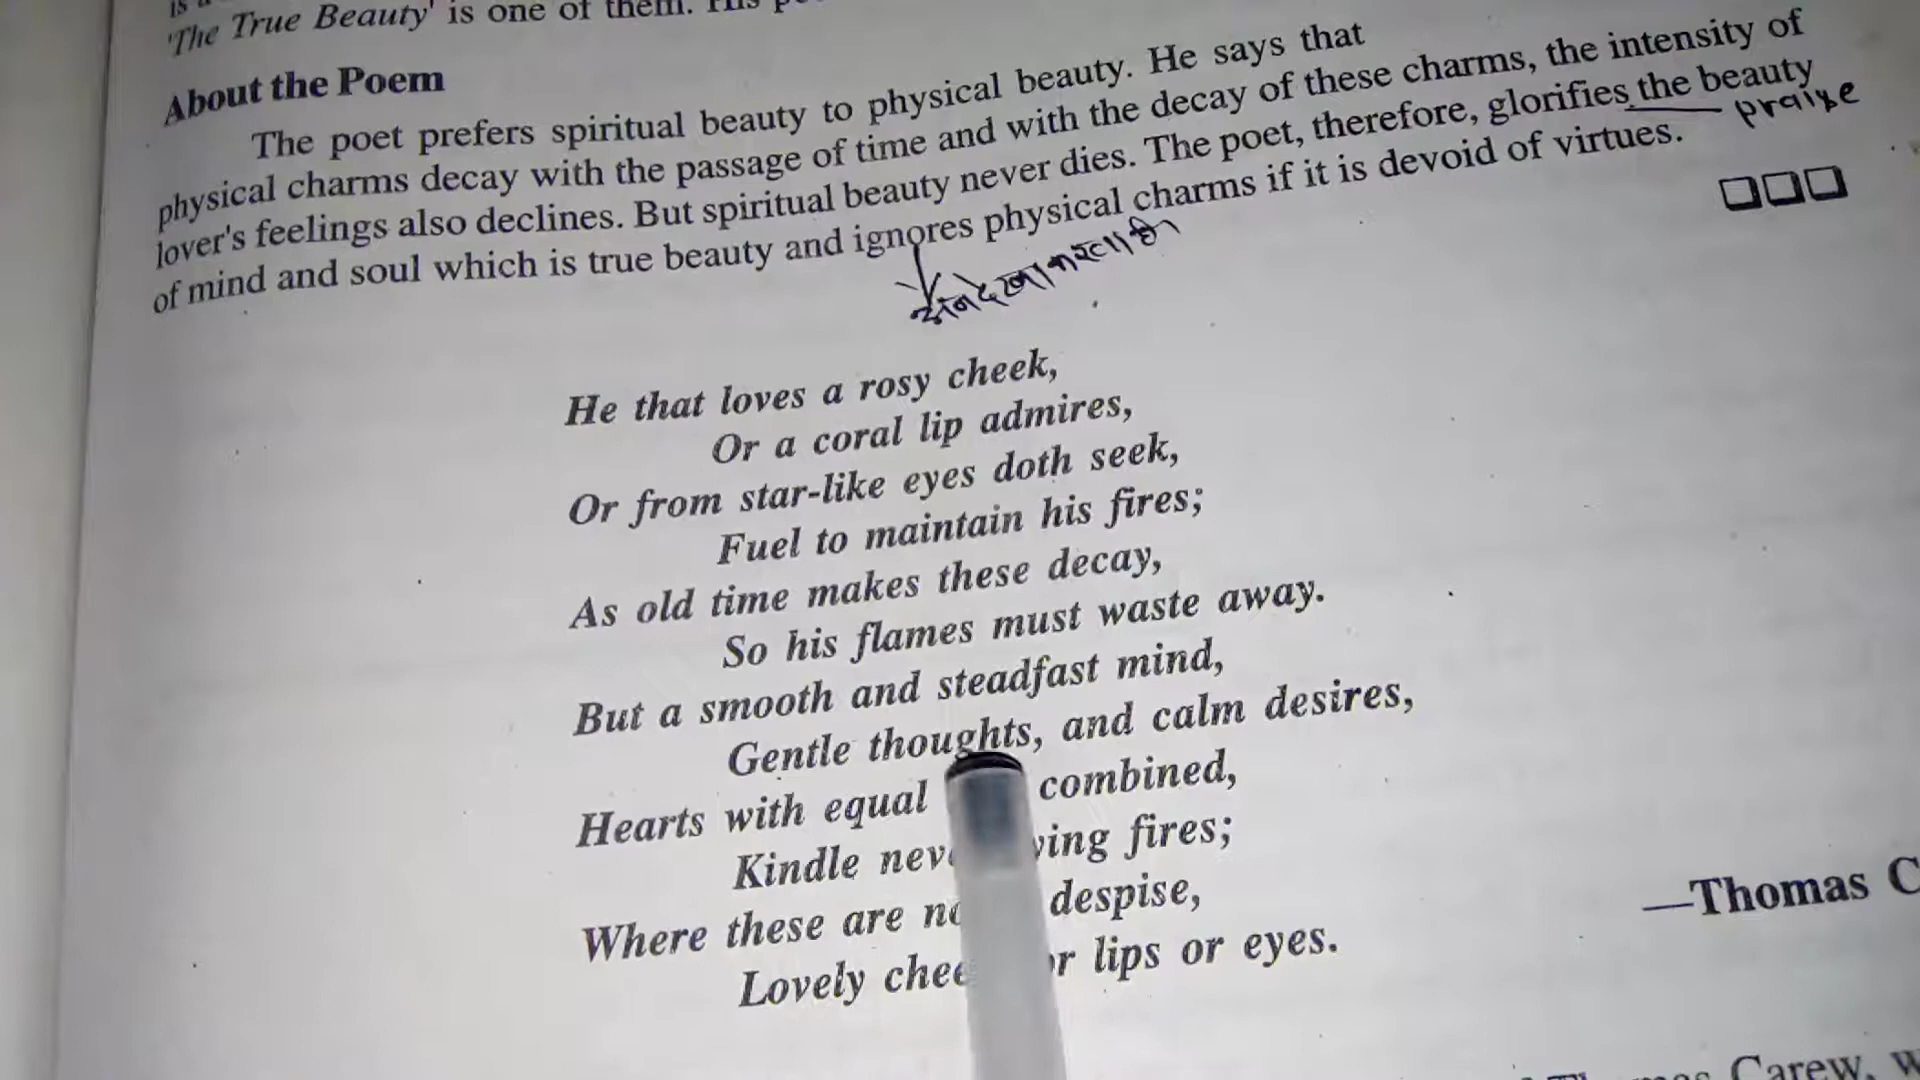 'The True Beauty' is one of them. His
About the Poem
The poet prefers spiritual beauty to physical beauty. He says that
physical charms decay with the passage of time and with the decay of these charms, the intensity of
lover's feelings also declines. But spiritual beauty never dies. The poet, therefore, glorifies the beauty
praise
of mind and soul which is true beauty and ignores physical charms if it is devoid of virtues.
अनदेखा करता है
He that loves a rosy cheek,
Or a coral lip admires,
Or from star-like eyes doth seek,
Fuel to maintain his fires;
As old time makes these decay,
So his flames must waste away.
But a smooth and steadfast mind,
Gentle thoughts, and calm desires,
Hearts with equal combined,
Kindle fires;
Where these are despise,
Lovely lips or eyes.
—Thomas C
Carew, w